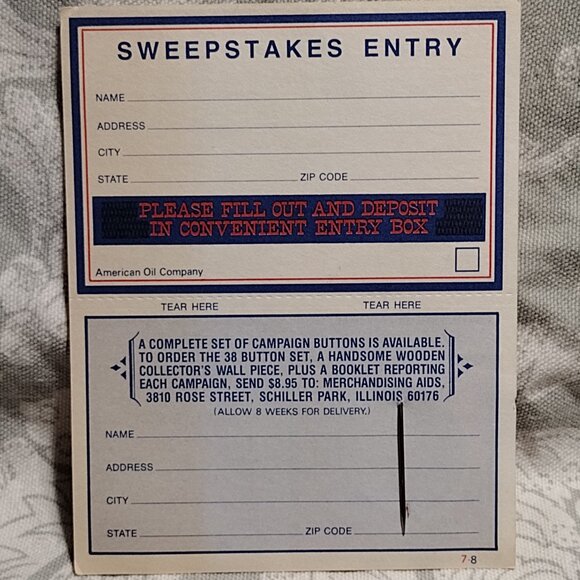 SWEEPSTAKES ENTRY
NAME
ADDRESS
CITY
STATE ZIP CODE
PLEASE FILL OUT AND DEPOSIT
IN CONVENIENT ENTRY BOX
American Oil Company
TEAR HERE TEAR HERE
A COMPLETE SET OF CAMPAIGN BUTTONS IS AVAILABLE.
TO ORDER THE 38 BUTTON SET, A HANDSOME WOODEN
COLLECTOR'S WALL PIECE, PLUS A BOOKLET REPORTING
EACH CAMPAIGN, SEND $8.95 TO: MERCHANDISING AIDS,
3810 ROSE STREET, SCHILLER PARK, ILLINOIS 60176
(ALLOW 8 WEEKS FOR DELIVERY.)
NAME
ADDRESS
CITY
STATE ZIP CODE
7-8